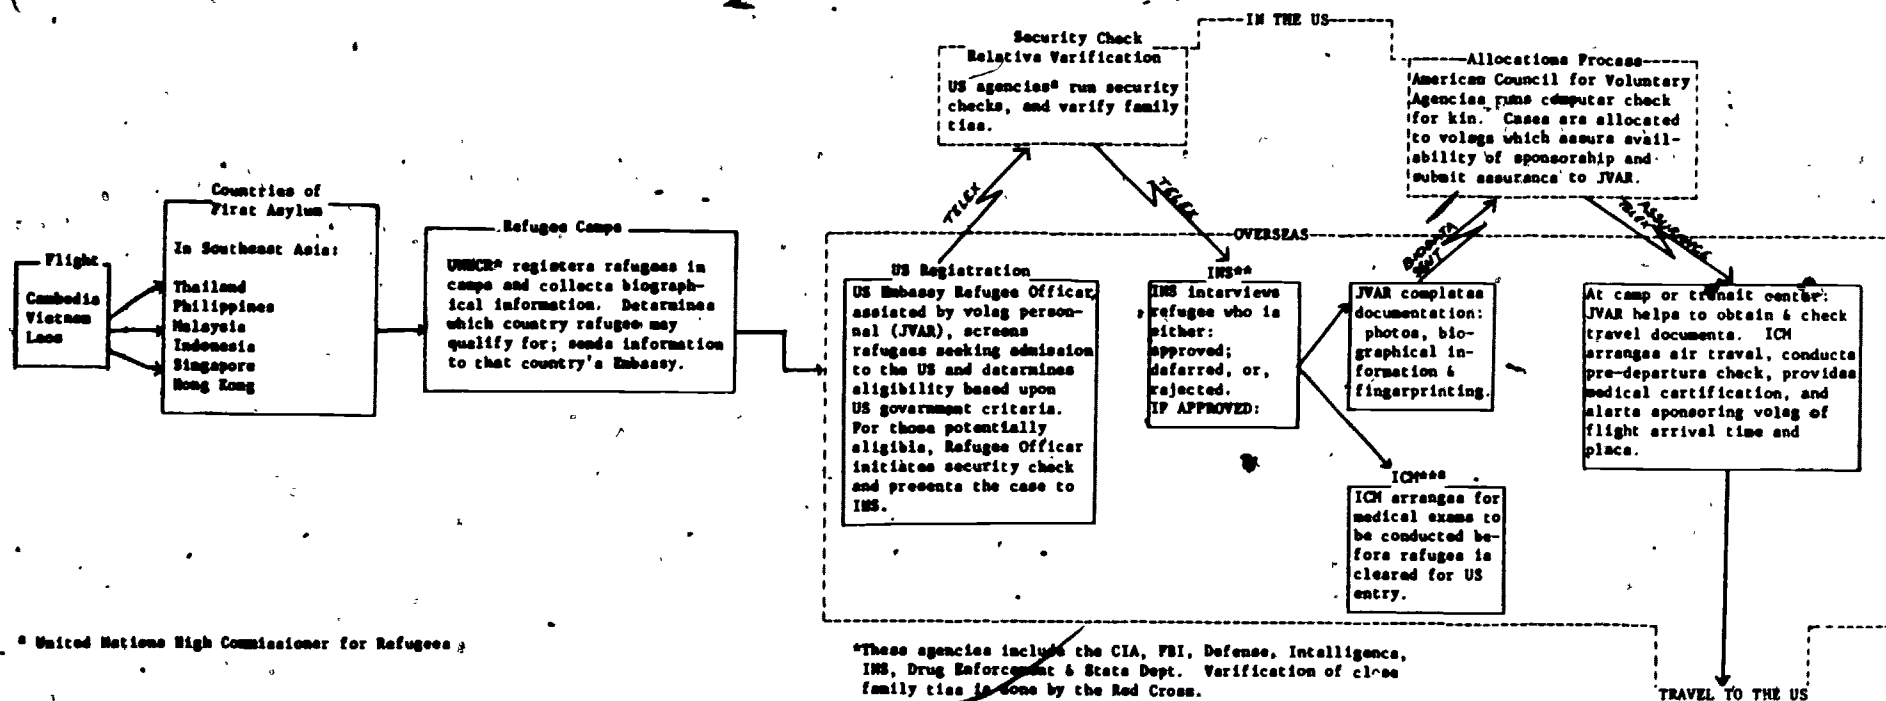 IN THE US
Security Check
Relative Verification
US agencies* run security
checks, and verify family
ties.
Allocations Process
American Council for Voluntary
Agencies runs computer check
for kin. Cases are allocated
to volags which assure avail-
ability of sponsorship and
submit assurance to JVAR.
TELEX
TELEX
BIODATA
SENT
TELEX
ASSURANCE
Flight
Cambodia
Vietnam
Laos
Countries of
First Asylum
In Southeast Asia:
Thailand
Philippines
Malaysia
Indonesia
Singapore
Hong Kong
Refugee Camps
UNHCR* registers refugees in
camps and collects biograph-
ical information. Determines
which country refugee may
qualify for; sends information
to that country's Embassy.
OVERSEAS
US Registration
US Embassy Refugee Officer,
assisted by volag person-
nal (JVAR), screens
refugees seeking admission
to the US and determines
eligibility based upon
US government criteria.
For those potentially
eligible, Refugee Officer
initiates security check
and presents the case to
INS.
INS**
INS interviews
refugee who is
either:
approved;
deferred, or,
rejected.
IF APPROVED:
JVAR completes
documentation:
photos, bio-
graphical in-
formation &
fingerprinting.
ICM***
ICM arranges for
medical exams to
be conducted be-
fore refugee is
cleared for US
entry.
At camp or transit center:
JVAR helps to obtain & check
travel documents. ICM
arranges air travel, conducts
pre-departure check, provides
medical certification, and
alerts sponsoring volag of
flight arrival time and
place.
* United Nations High Commissioner for Refugees
*These agencies include the CIA, FBI, Defense, Intelligence,
INS, Drug Enforcement & State Dept. Verification of close
family ties is done by the Red Cross.
TRAVEL TO THE US